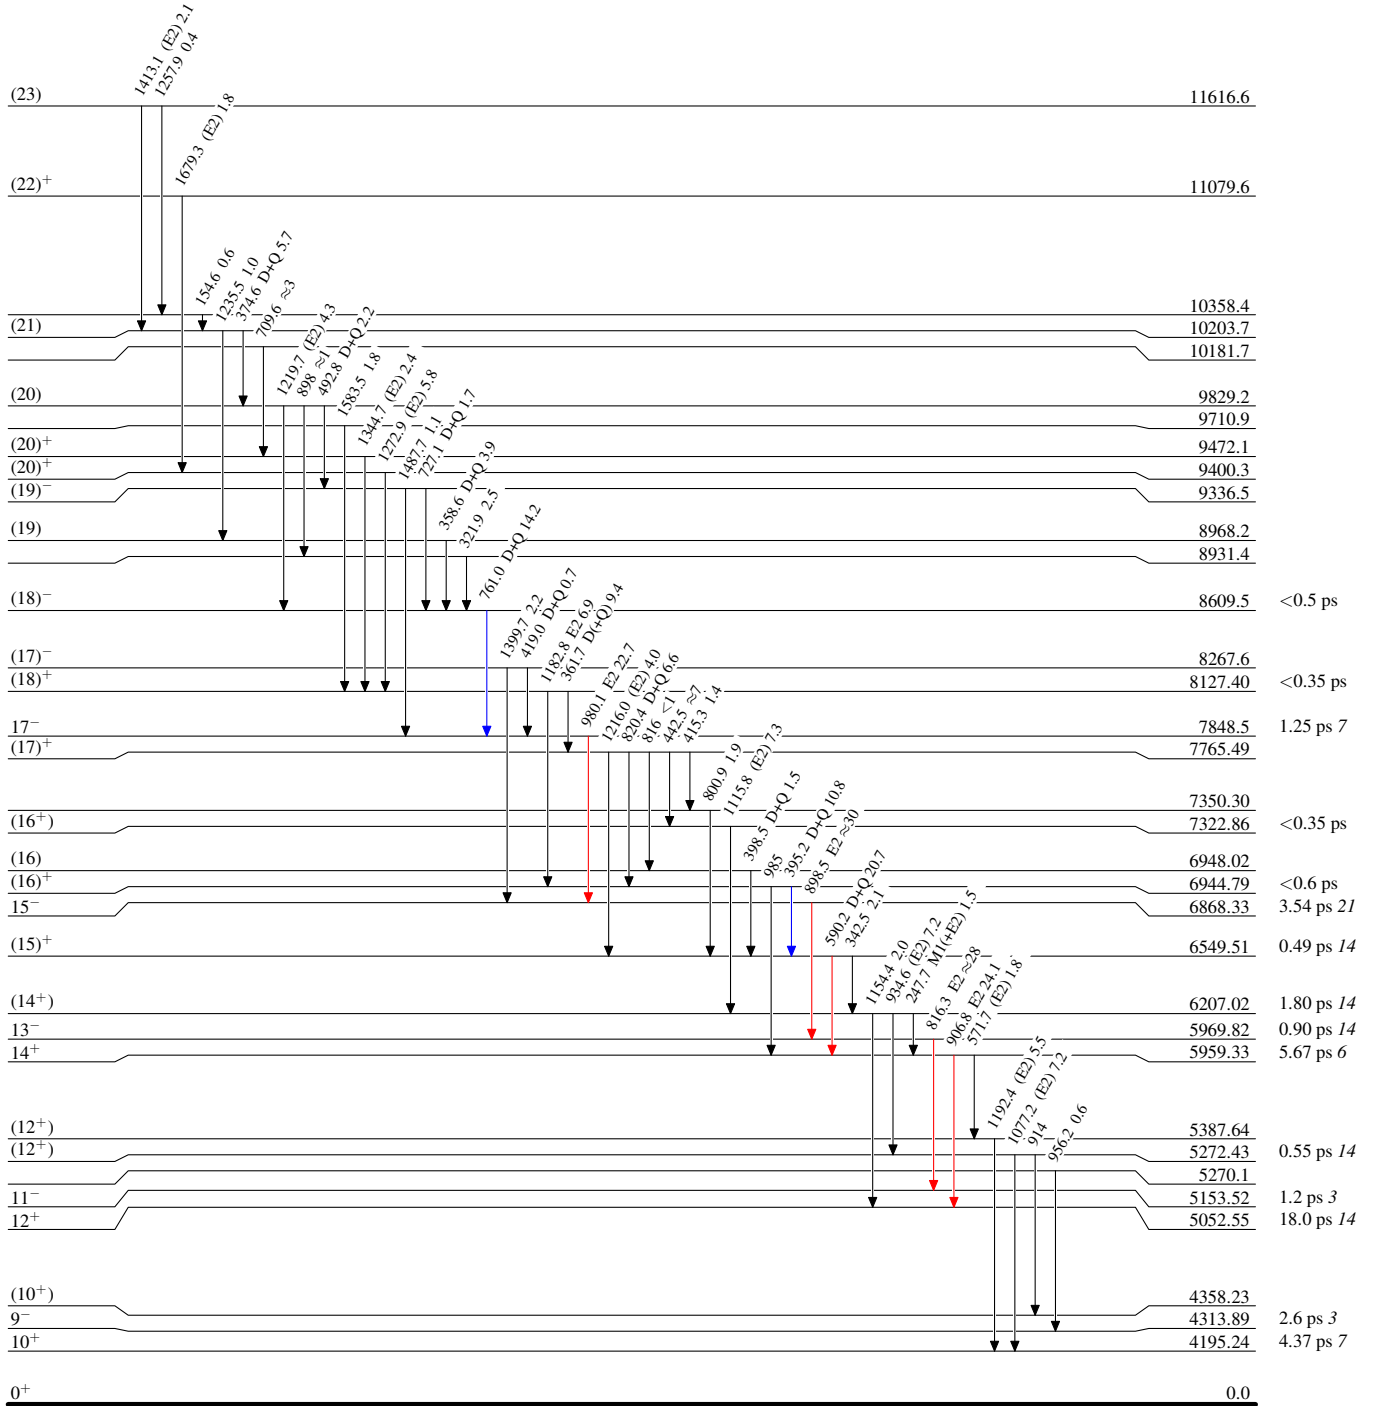 1413.1 (E2) 2.1
1257.9 0.4
(23) 11616.6
1679.3 (E2) 1.8
(22)⁺ 11079.6
154.6 0.6
1235.5 1.0
374.6 D+Q 5.7
709.6 ≈3
10358.4
(21) 10203.7
10181.7
1219.7 (E2) 4.3
898 ≈1
492.8 D+Q 2.2
1583.5 1.8
1344.7 (E2) 2.4
1272.9 (E2) 5.8
1487.7 1.1
727.1 D+Q 1.7
(20) 9829.2
9710.9
(20)⁺ 9472.1
(20)⁺ 9400.3
(19)⁻ 9336.5
358.6 D+Q 3.9
321.9 2.5
761.0 D+Q 14.2
(19) 8968.2
8931.4
(18)⁻ 8609.5 <0.5 ps
1399.7 2.2
419.0 D+Q 0.7
1182.8 E2 6.9
361.7 D(+Q) 9.4
(17)⁻ 8267.6
(18)⁺ 8127.40 <0.35 ps
980.1 E2 22.7
1216.0 (E2) 4.0
820.4 D+Q 6.6
816 <1
442.5 ≈7
415.3 1.4
17⁻ 7848.5 1.25 ps 7
(17)⁺ 7765.49
800.9 1.9
1115.8 (E2) 7.3
7350.30
(16⁺) 7322.86 <0.35 ps
398.5 D+Q 1.5
985
395.2 D+Q 10.8
898.5 E2 ≈30
(16) 6948.02
(16)⁺ 6944.79 <0.6 ps
15⁻ 6868.33 3.54 ps 21
590.2 D+Q 20.7
342.5 2.1
(15)⁺ 6549.51 0.49 ps 14
1154.4 2.0
934.6 (E2) 7.2
247.7 M1(+E2) 1.5
(14⁺) 6207.02 1.80 ps 14
816.3 E2 ≈28
906.8 E2 24.1
571.7 (E2) 1.8
13⁻ 5969.82 0.90 ps 14
14⁺ 5959.33 5.67 ps 6
1192.4 (E2) 5.5
1077.2 (E2) 7.2
914
956.2 0.6
(12⁺) 5387.64
(12⁺) 5272.43 0.55 ps 14
5270.1
11⁻ 5153.52 1.2 ps 3
12⁺ 5052.55 18.0 ps 14
(10⁺) 4358.23
9⁻ 4313.89 2.6 ps 3
10⁺ 4195.24 4.37 ps 7
0⁺ 0.0